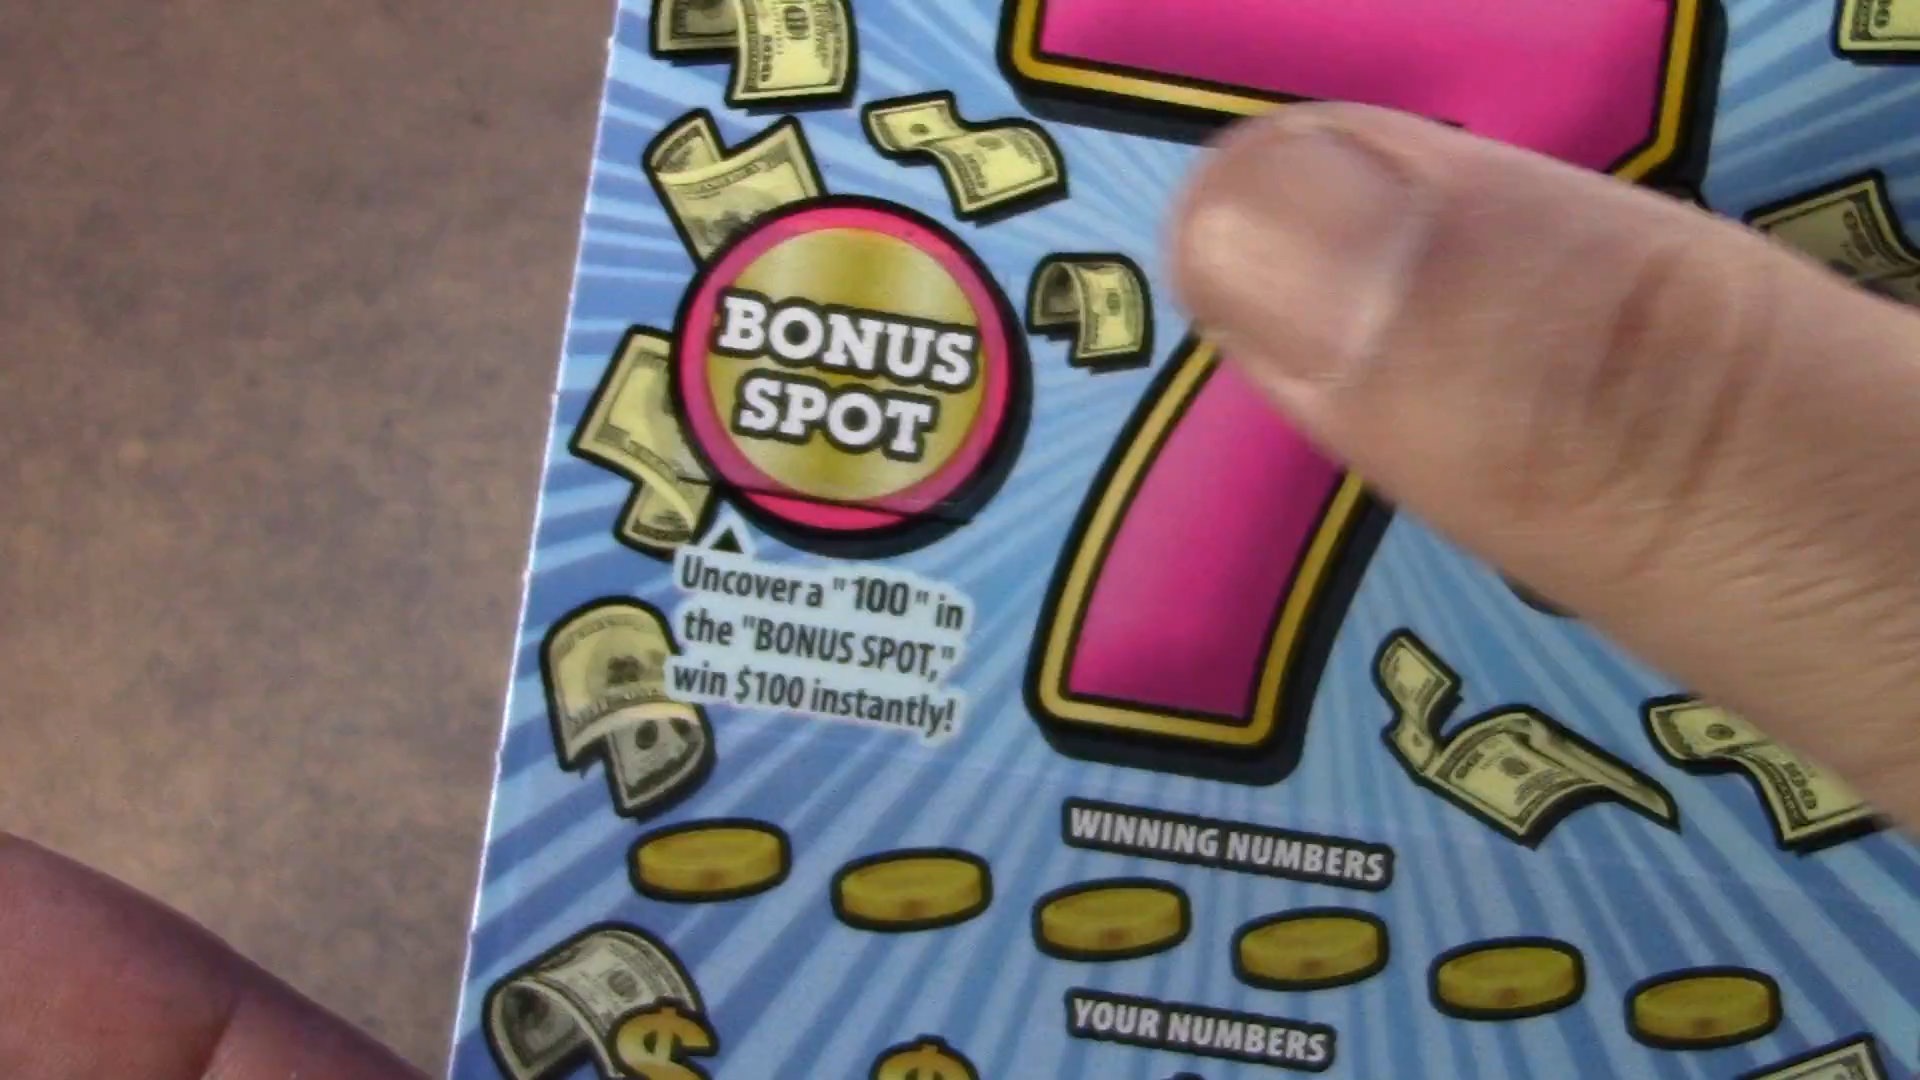 BONUS
SPOT
Uncover a "100" in
the "BONUS SPOT,"
win $100 instantly!
WINNING NUMBERS
YOUR NUMBERS